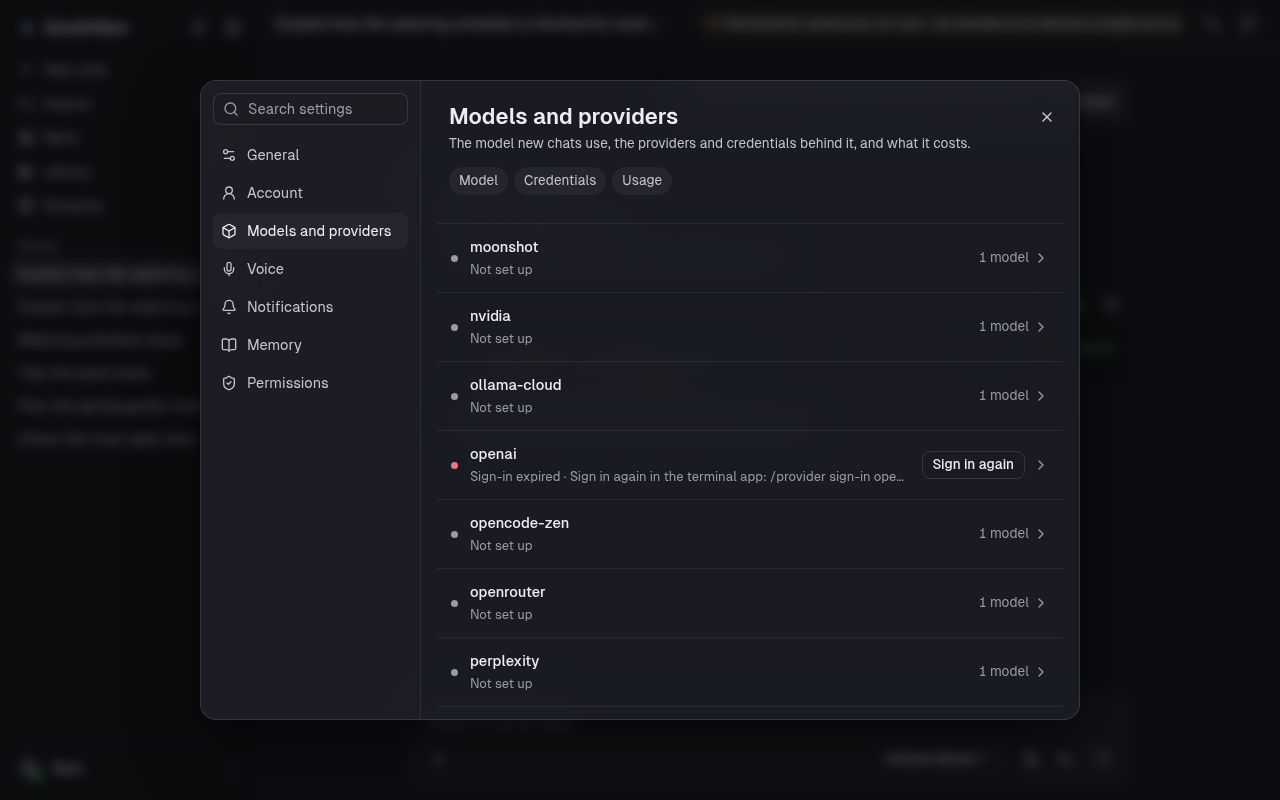 Search settings
General
Account
Models and providers
Voice
Notifications
Memory
Permissions
Models and providers
The model new chats use, the providers and credentials behind it, and what it costs.
Model
Credentials
Usage
moonshot
Not set up
1 model
nvidia
Not set up
1 model
ollama-cloud
Not set up
1 model
openai
Sign-in expired · Sign in again in the terminal app: /provider sign-in ope…
Sign in again
opencode-zen
Not set up
1 model
openrouter
Not set up
1 model
perplexity
Not set up
1 model